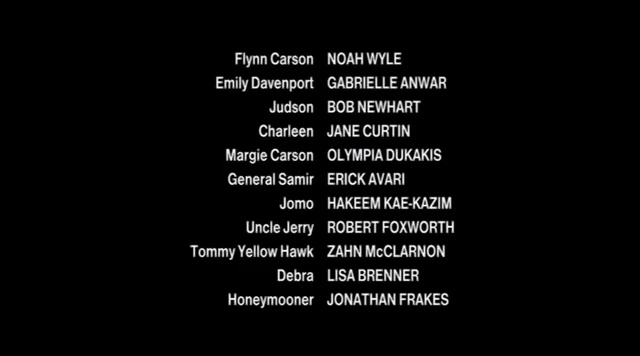 Flynn Carson NOAH WYLE
Emily Davenport GABRIELLE ANWAR
Judson BOB NEWHART
Charleen JANE CURTIN
Margie Carson OLYMPIA DUKAKIS
General Samir ERICK AVARI
Jomo HAKEEM KAE-KAZIM
Uncle Jerry ROBERT FOXWORTH
Tommy Yellow Hawk ZAHN McCLARNON
Debra LISA BRENNER
Honeymooner JONATHAN FRAKES